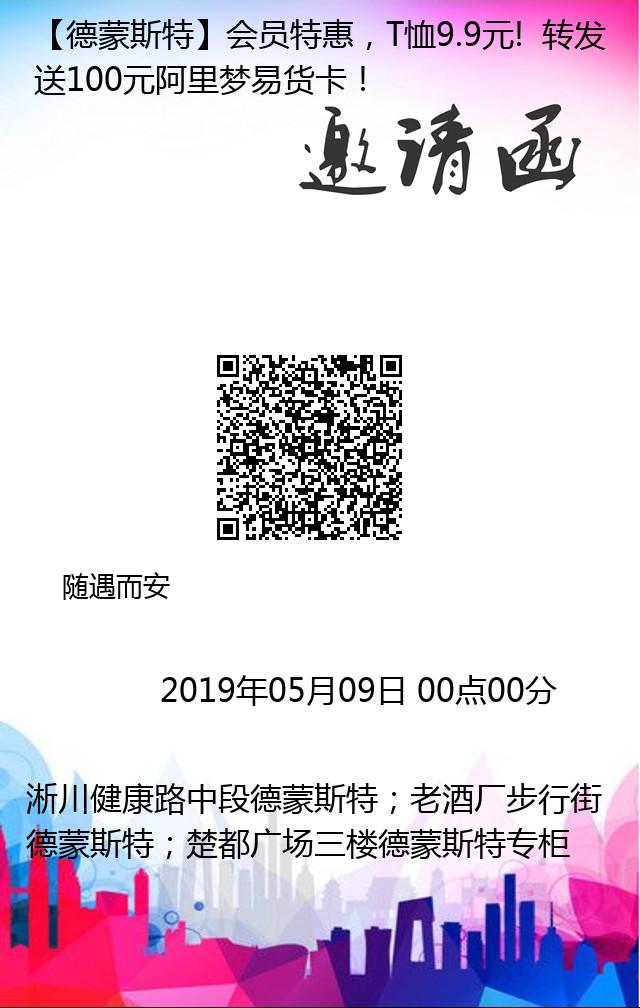 【德蒙斯特】会员特惠，T恤9.9元！转发
送100元阿里梦易货卡！
邀请函
随遇而安
2019年05月09日 00点00分
淅川健康路中段德蒙斯特；老酒厂步行街
德蒙斯特；楚都广场三楼德蒙斯特专柜